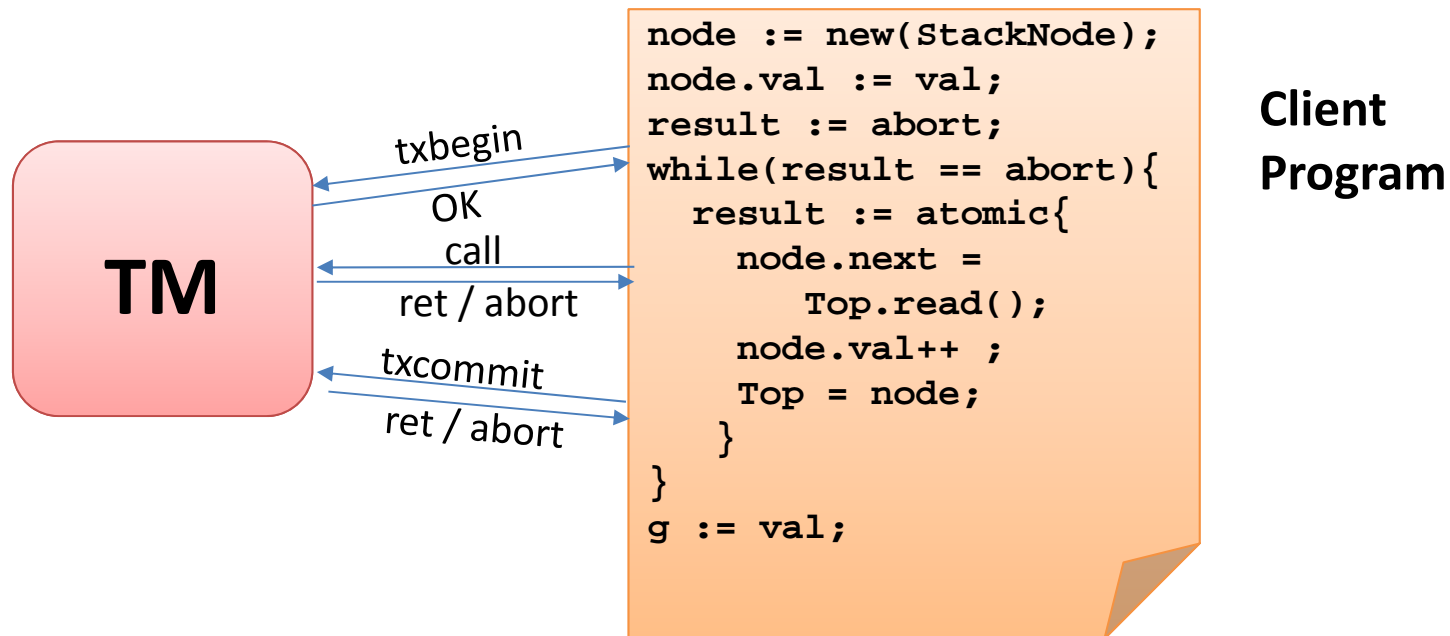 TM
txbegin
OK
call
ret / abort
txcommit
ret / abort
node := new(StackNode);
node.val := val;
result := abort;
while(result == abort){
result := atomic{
node.next =
Top.read();
node.val++ ;
Top = node;
}
}
g := val;
Client
Program